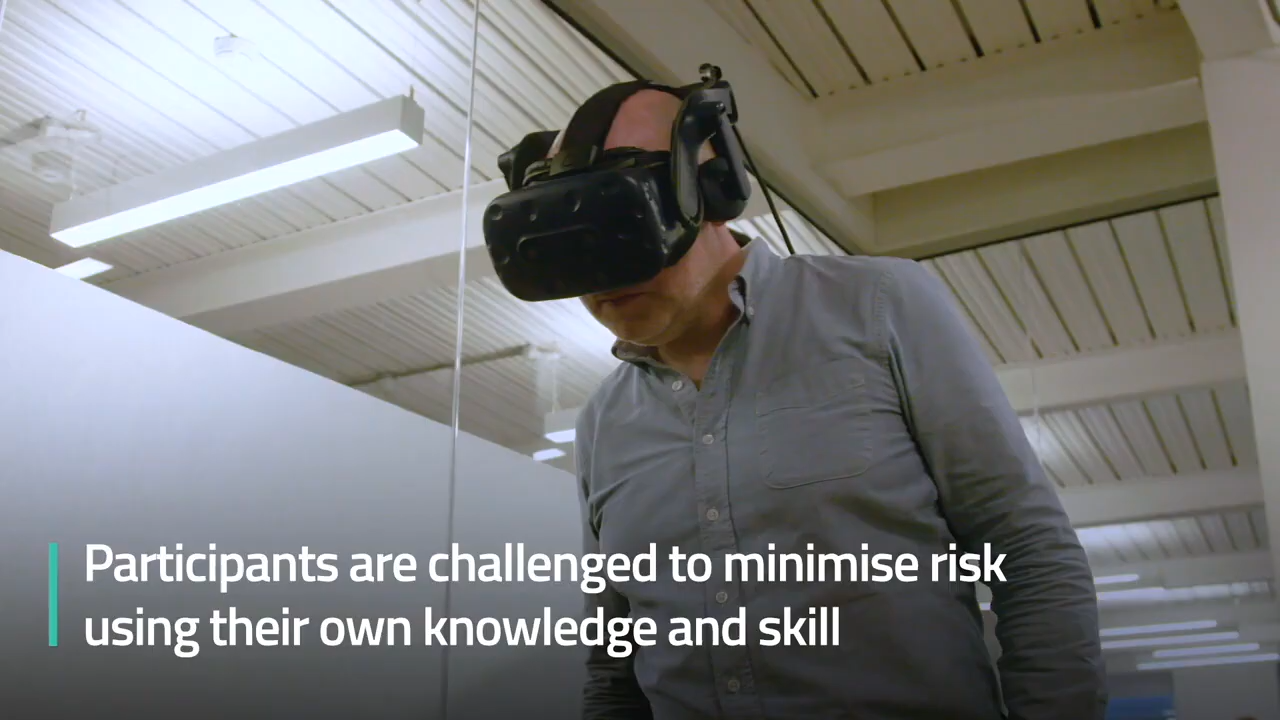 Participants are challenged to minimise risk
using their own knowledge and skill